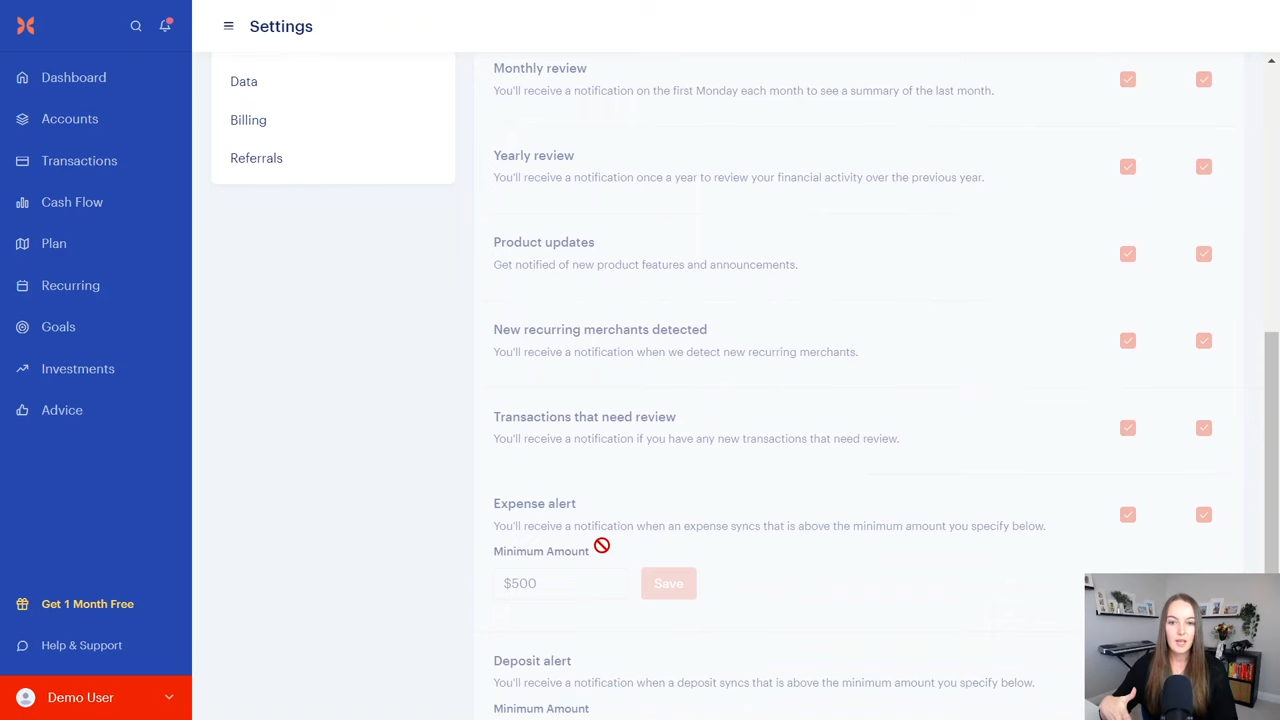 Settings
Dashboard
Accounts
Transactions
Cash Flow
Plan
Recurring
Goals
Investments
Advice
Get 1 Month Free
Help & Support
Demo User
Data
Billing
Referrals
Monthly review
You'll receive a notification on the first Monday each month to see a summary of the last month.
Yearly review
You'll receive a notification once a year to review your financial activity over the previous year.
Product updates
Get notified of new product features and announcements.
New recurring merchants detected
You'll receive a notification when we detect new recurring merchants.
Transactions that need review
You'll receive a notification if you have any new transactions that need review.
Expense alert
You'll receive a notification when an expense syncs that is above the minimum amount you specify below.
Minimum Amount
$500
Save
Deposit alert
You'll receive a notification when a deposit syncs that is above the minimum amount you specify below.
Minimum Amount